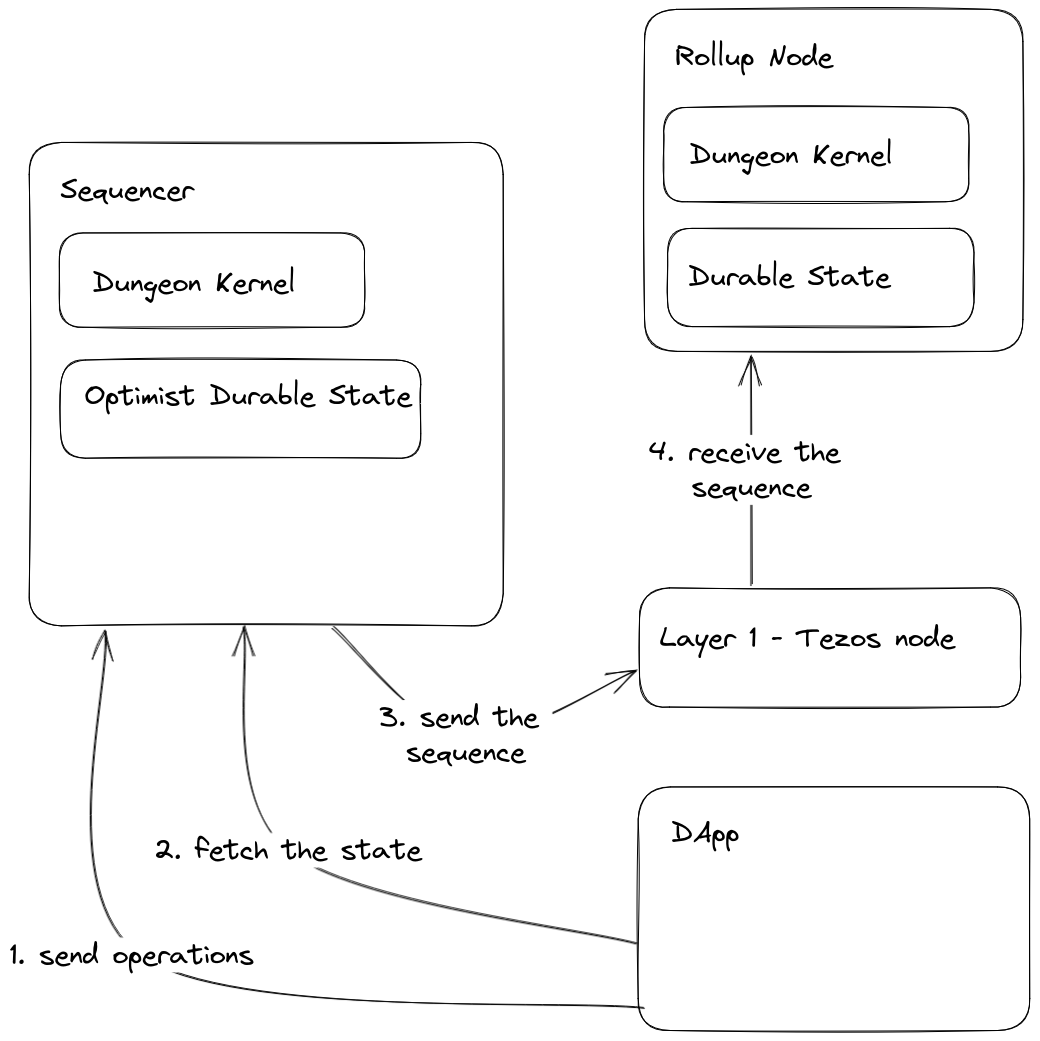 Rollup Node
Dungeon Kernel
Durable State
Sequencer
Dungeon Kernel
Optimist Durable State
4. receive the
sequence
Layer 1 - Tezos node
3. send the
sequence
DApp
2. fetch the state
1. send operations